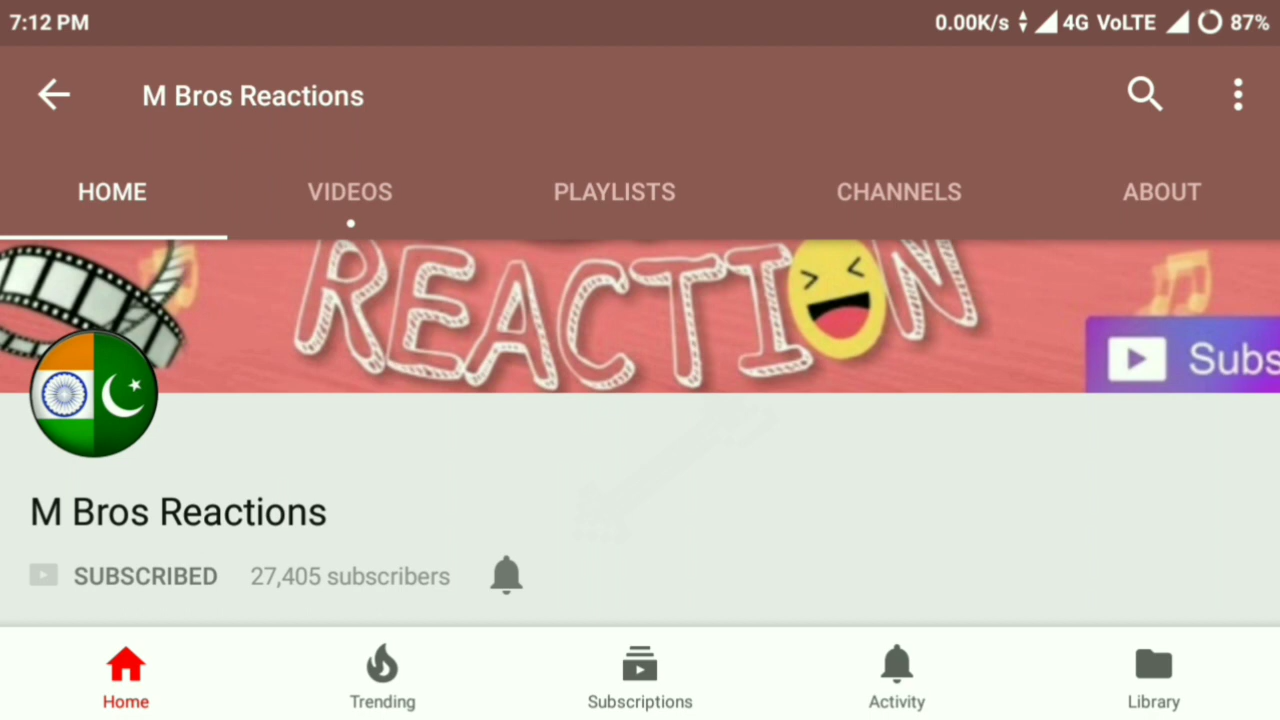 7:12 PM 0.00K/s 4G VoLTE 87%
M Bros Reactions
HOME VIDEOS PLAYLISTS CHANNELS ABOUT
REACTION
Subs
M Bros Reactions
SUBSCRIBED 27,405 subscribers
Home Trending Subscriptions Activity Library